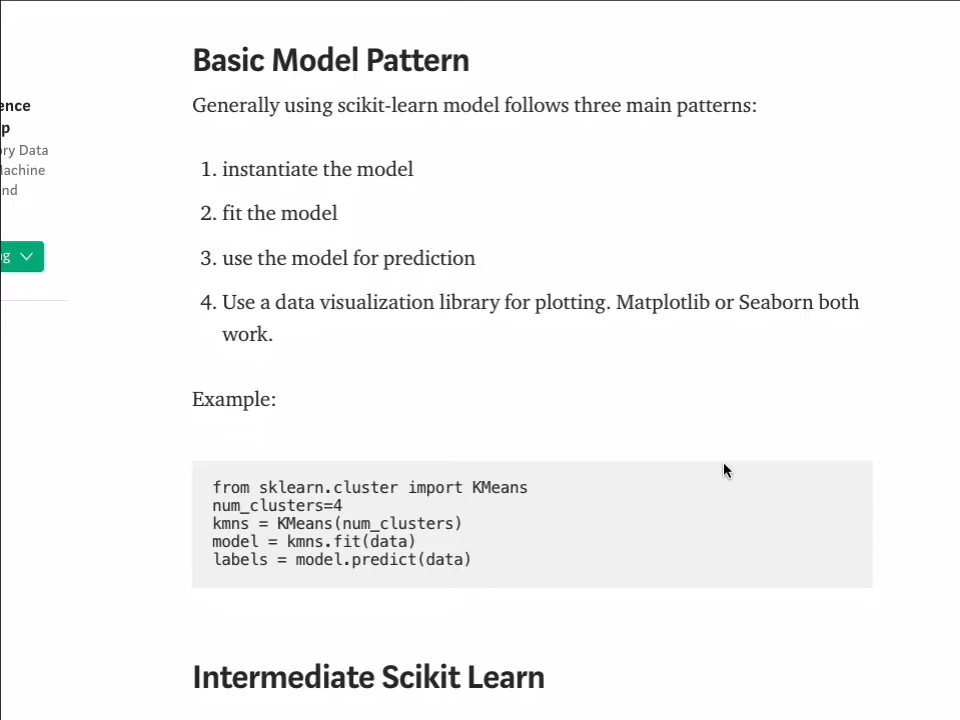 Basic Model Pattern
Generally using scikit-learn model follows three main patterns:
ence
p
ory Data
Machine
nd
g
1. instantiate the model
2. fit the model
3. use the model for prediction
4. Use a data visualization library for plotting. Matplotlib or Seaborn both
work.
Example:
from sklearn.cluster import KMeans
num_clusters=4
kmns = KMeans(num_clusters)
model = kmns.fit(data)
labels = model.predict(data)
Intermediate Scikit Learn